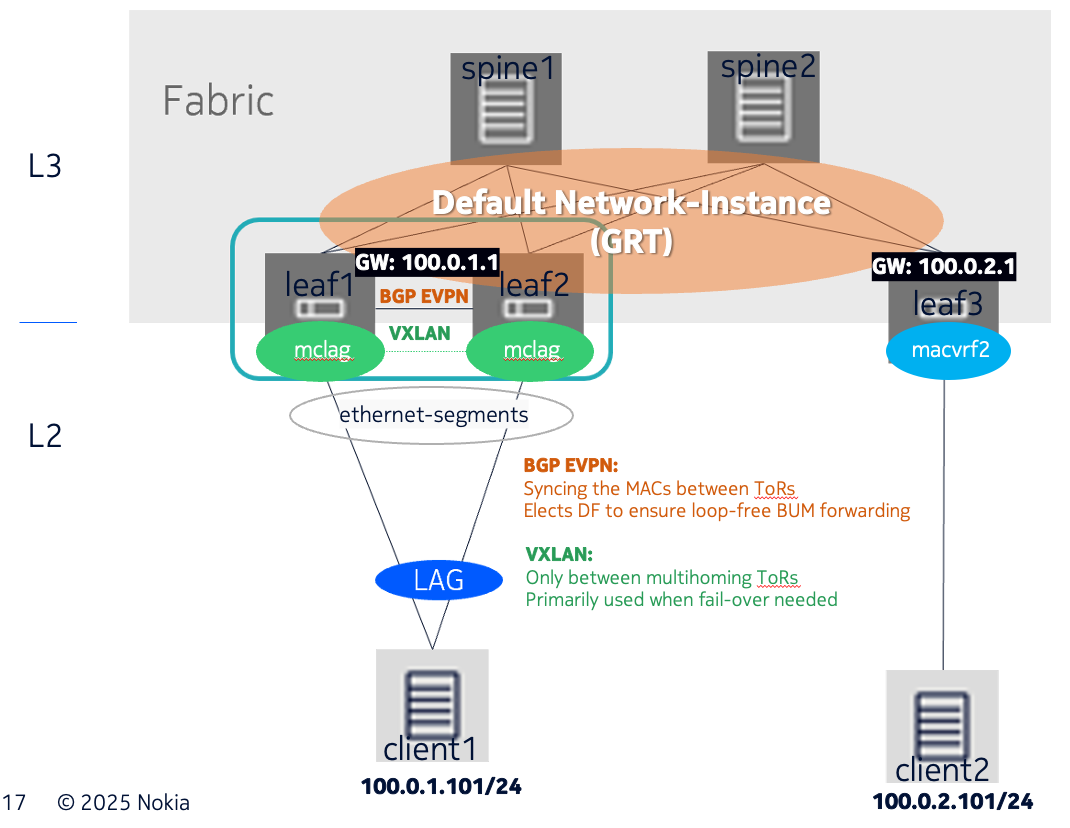 spine1
spine2
Fabric
L3
Default Network-Instance
(GRT)
GW: 100.0.1.1
GW: 100.0.2.1
leaf1
leaf2
leaf3
BGP EVPN
VXLAN
mclag
mclag
macvrf2
ethernet-segments
L2
BGP EVPN:
Syncing the MACs between ToRs
Elects DF to ensure loop-free BUM forwarding
VXLAN:
Only between multihoming ToRs
Primarily used when fail-over needed
LAG
client1
100.0.1.101/24
client2
100.0.2.101/24
17 © 2025 Nokia